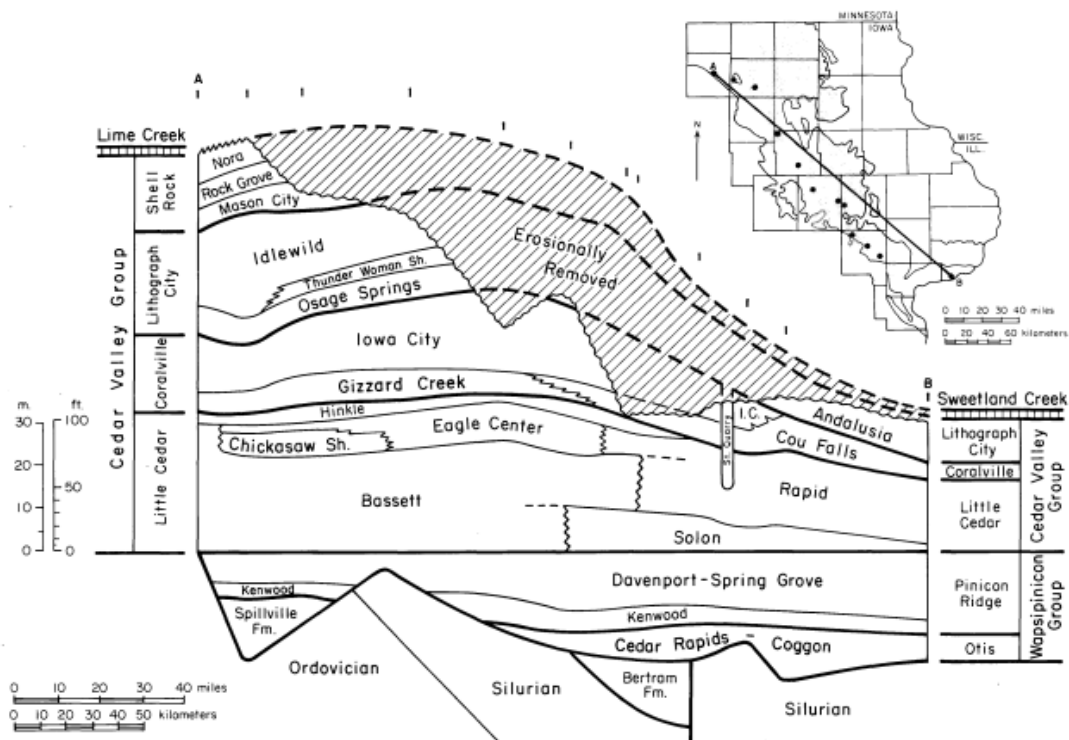 MINNESOTA
IOWA
A
N
WISC.
ILL.
B
0 10 20 30 40 miles
0 20 40 60 kilometers
A
Lime Creek
Nora
Rock Grove
Mason City
Shell
Rock
Idlewild
Thunder Woman Sh.
Osage Springs
Lithograph
City
Erosionally
Removed
Iowa City
Gizzard Creek
Coralville
Hinkle
Eagle Center
Chickasaw Sh.
Bassett
Little Cedar
Cedar Valley Group
m.
ft.
30
100
20
50
10
0
0
B
Sweetland Creek
I.C.
Andalusia
Cou Falls
St. Quarry
Rapid
Solon
Lithograph
City
Coralville
Little
Cedar
Cedar Valley
Group
Davenport-Spring Grove
Kenwood
Kenwood
Spillville
Fm.
Cedar Rapids - Coggon
Pinicon
Ridge
Otis
Wapsipinicon
Group
Ordovician
Silurian
Bertram
Fm.
Silurian
0 10 20 30 40 miles
0 10 20 30 40 50 kilometers